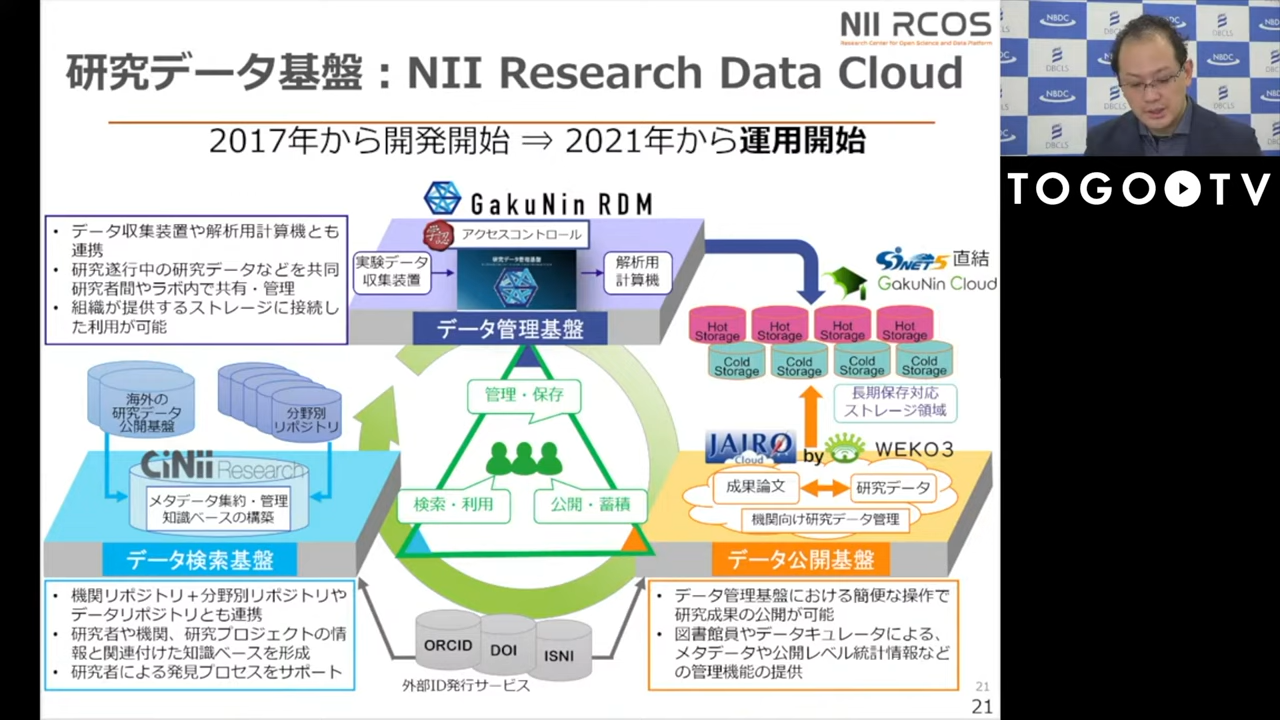 NII RCOS
Research Center for Open Science and Data Platform
研究データ基盤：NII Research Data Cloud
2017年から開発開始 ⇒ 2021年から運用開始
GakuNin RDM
学認
アクセスコントロール
実験データ
収集装置
研究データ管理基盤
解析用
計算機
データ管理基盤
• データ収集装置や解析用計算機とも
連携
• 研究遂行中の研究データなどを共同
研究者間やラボ内で共有・管理
• 組織が提供するストレージに接続し
た利用が可能
SINET5 直結
GakuNin Cloud
Hot
Storage
Hot
Storage
Hot
Storage
Hot
Storage
Cold
Storage
Cold
Storage
Cold
Storage
Cold
Storage
長期保存対応
ストレージ領域
海外の
研究データ
公開基盤
分野別
リポジトリ
CiNii Research
メタデータ集約・管理
知識ベースの構築
データ検索基盤
管理・保存
検索・利用
公開・蓄積
JAIRO
Cloud
by
WEKO3
成果論文
研究データ
機関向け研究データ管理
データ公開基盤
• 機関リポジトリ＋分野別リポジトリや
データリポジトリとも連携
• 研究者や機関、研究プロジェクトの情
報と関連付けた知識ベースを形成
• 研究者による発見プロセスをサポート
ORCID
DOI
ISNI
外部ID発行サービス
• データ管理基盤における簡便な操作で
研究成果の公開が可能
• 図書館員やデータキュレータによる、
メタデータや公開レベル統計情報など
の管理機能の提供
21
21
NBDC
DBCLS
TOGO TV